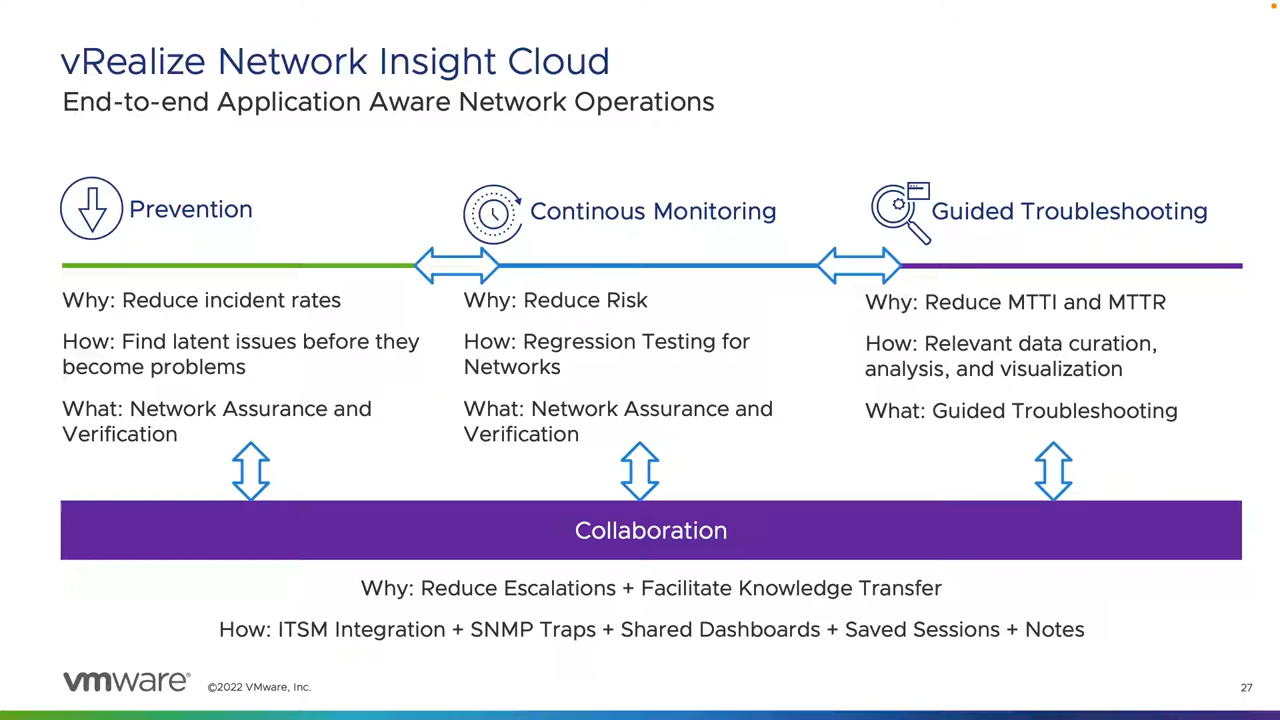 vRealize Network Insight Cloud
End-to-end Application Aware Network Operations
Prevention
Why: Reduce incident rates
How: Find latent issues before they
become problems
What: Network Assurance and
Verification
Continous Monitoring
Why: Reduce Risk
How: Regression Testing for
Networks
What: Network Assurance and
Verification
Guided Troubleshooting
Why: Reduce MTTI and MTTR
How: Relevant data curation,
analysis, and visualization
What: Guided Troubleshooting
Collaboration
Why: Reduce Escalations + Facilitate Knowledge Transfer
How: ITSM Integration + SNMP Traps + Shared Dashboards + Saved Sessions + Notes
vmware®
©2022 VMware, Inc.
27